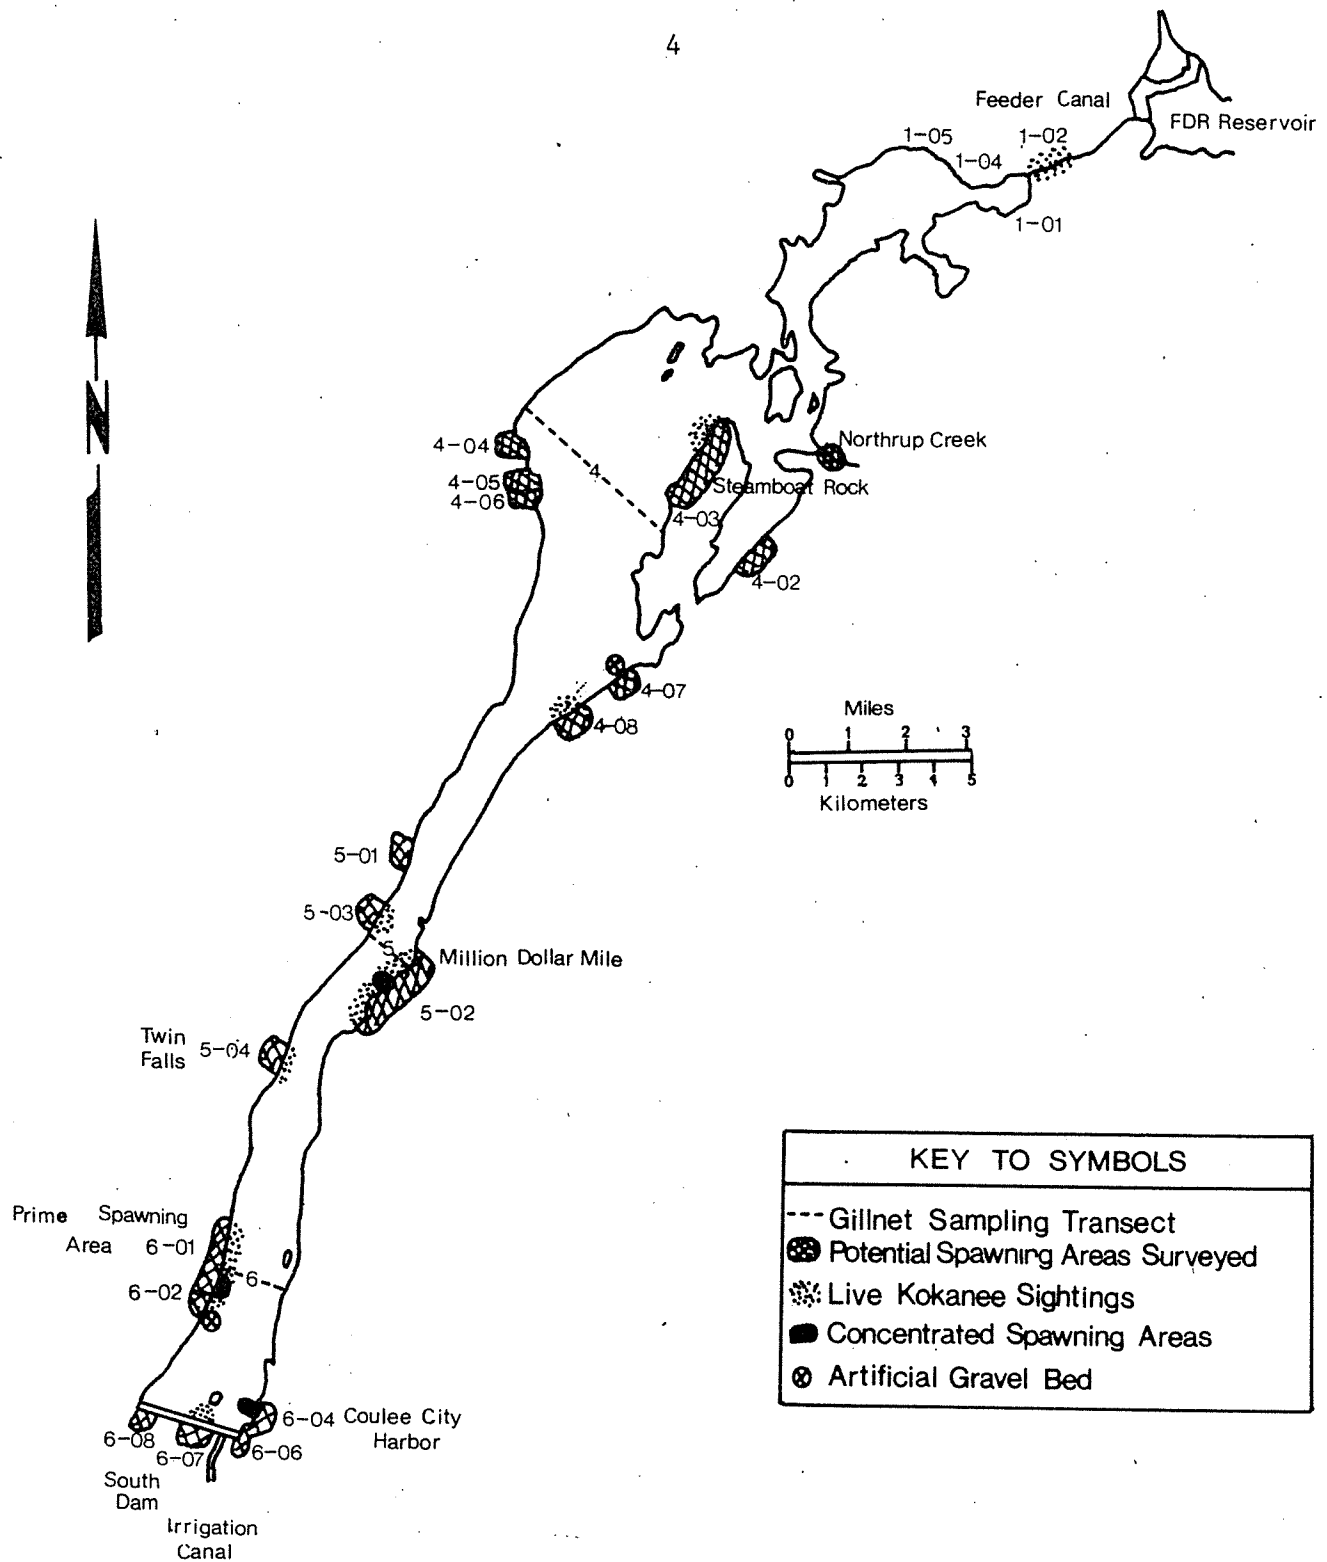 4
Feeder Canal
FDR Reservoir
1-05
1-02
1-04
1-01
N
4-04
Northrup Creek
4
4-05
Steamboat Rock
4-06
4-03
4-02
4-07
4-08
Miles
0 1 2 3
0 1 2 3 4 5
Kilometers
5-01
5-03
5
Million Dollar Mile
5-02
Twin
Falls
5-04
Prime Spawning
Area 6-01
6-02
6
6-04 Coulee City
Harbor
6-08
6-07
6-06
South
Dam
Irrigation
Canal
KEY TO SYMBOLS
Gillnet Sampling Transect
Potential Spawning Areas Surveyed
Live Kokanee Sightings
Concentrated Spawning Areas
Artificial Gravel Bed